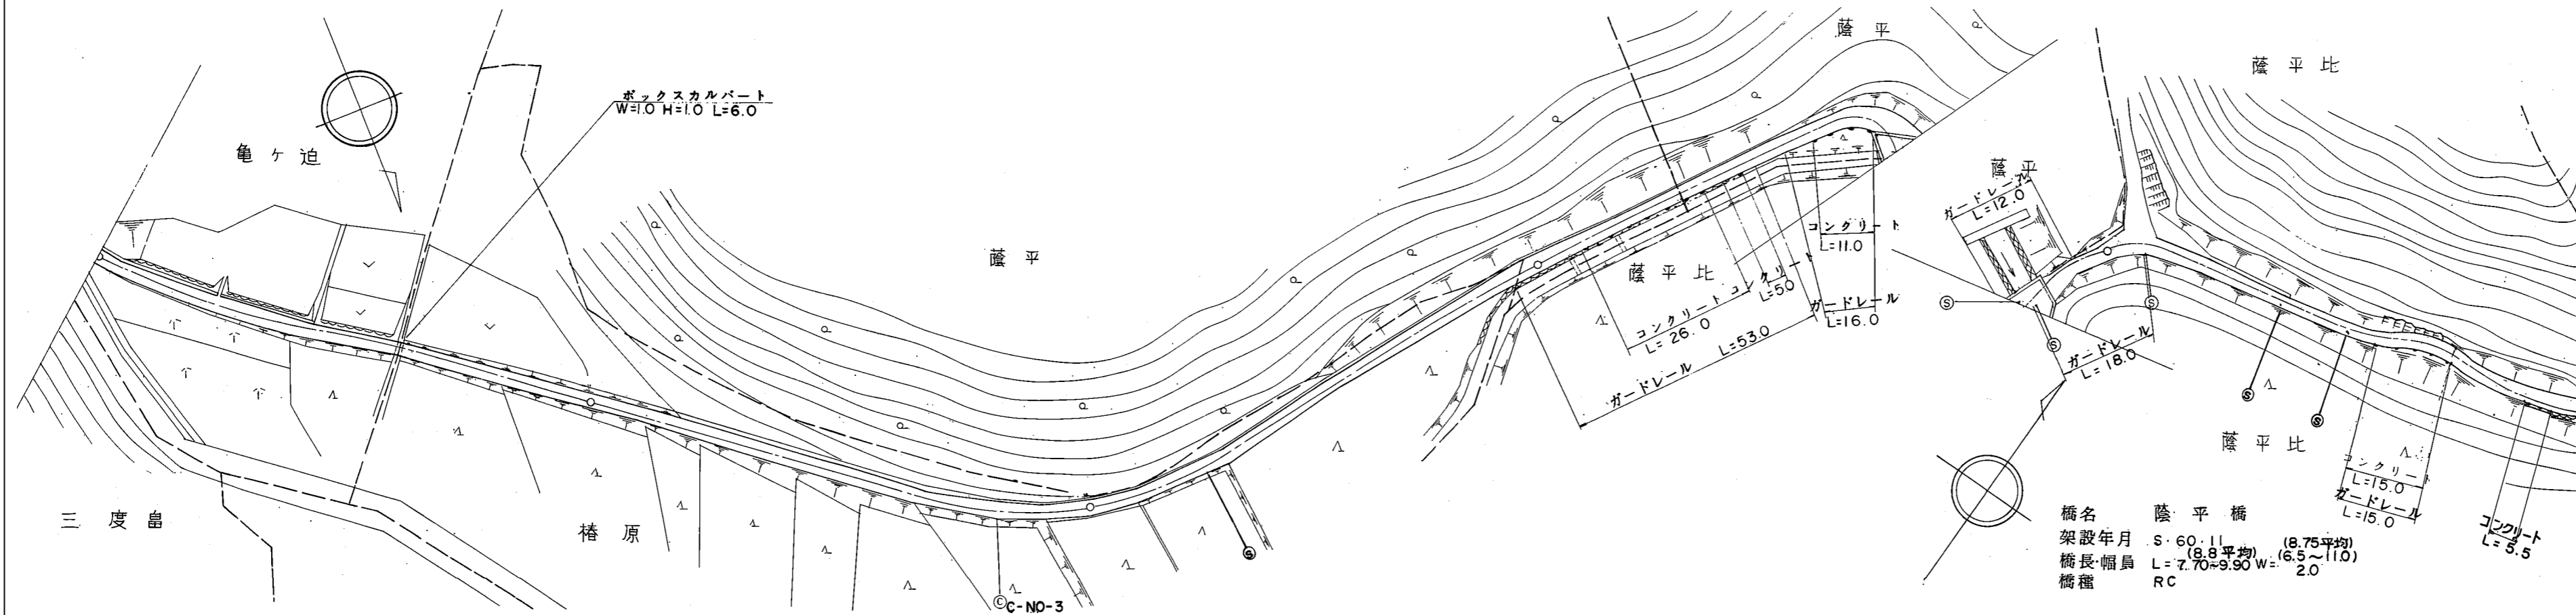 亀ヶ迫
ボックスカルバート
W=1.0 H=1.0 L=6.0
三度畠
椿原
蔭平
C-NO-3
Ⓢ
蔭平
蔭平比
コンクリート
L=11.0
コンクリート
L=5.0
コンクリート
L=26.0
ガードレール L=53.0
ガードレール
L=16.0
蔭平
ガードレール
L=12.0
蔭平比
ガードレール
L=18.0
Ⓢ
Ⓢ
Ⓢ
Ⓢ
Ⓢ
蔭平比
コンクリート
L=15.0
ガードレール
L=15.0
コンクリート
L=5.5
橋名 蔭平橋
架設年月 S・60・11
橋長・幅員 L=7.70~9.90 (8.8平均) W=2.0 (6.5~11.0) (8.75平均)
橋種 RC